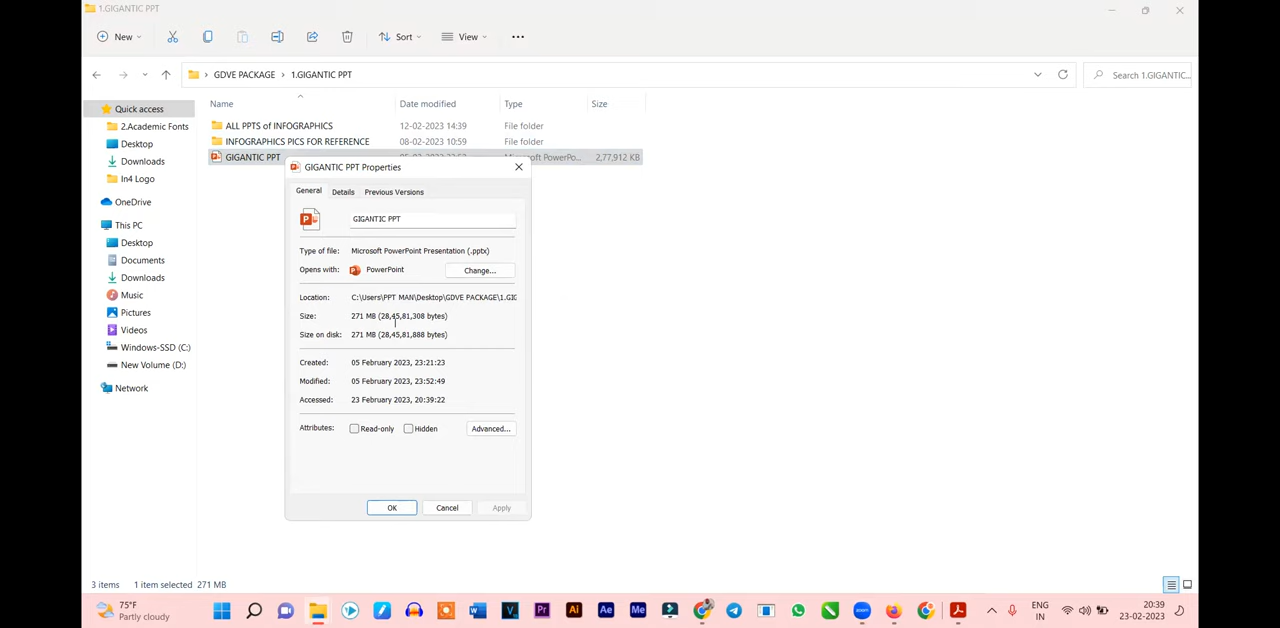 1.GIGANTIC PPT
New
Sort
View
GDVE PACKAGE > 1.GIGANTIC PPT
Search 1.GIGANTIC...
Name Date modified Type Size
Quick access
2.Academic Fonts
Desktop
Downloads
In4 Logo
OneDrive
This PC
Desktop
Documents
Downloads
Music
Pictures
Videos
Windows-SSD (C:)
New Volume (D:)
Network
ALL PPTS of INFOGRAPHICS 12-02-2023 14:39 File folder
INFOGRAPHICS PICS FOR REFERENCE 08-02-2023 10:59 File folder
GIGANTIC PPT Microsoft PowerPo... 2,77,912 KB
GIGANTIC PPT Properties
General Details Previous Versions
GIGANTIC PPT
Type of file: Microsoft PowerPoint Presentation (.pptx)
Opens with: PowerPoint Change...
Location: C:\Users\PPT MAN\Desktop\GDVE PACKAGE\1.GIG
Size: 271 MB (28,45,81,308 bytes)
Size on disk: 271 MB (28,45,81,888 bytes)
Created: 05 February 2023, 23:21:23
Modified: 05 February 2023, 23:52:49
Accessed: 23 February 2023, 20:39:22
Attributes: Read-only Hidden Advanced...
OK Cancel Apply
3 items 1 item selected 271 MB
75°F
Partly cloudy
ENG
IN
20:39
23-02-2023